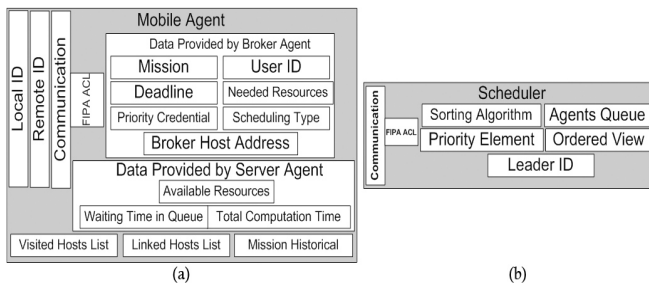 Mobile Agent
Local ID
Remote ID
Communication
FIPA ACL
Data Provided by Broker Agent
Mission
User ID
Deadline
Needed Resources
Priority Credential
Scheduling Type
Broker Host Address
Data Provided by Server Agent
Available Resources
Waiting Time in Queue
Total Computation Time
Visited Hosts List
Linked Hosts List
Mission Historical
(a)
Scheduler
Communication
FIPA ACL
Sorting Algorithm
Agents Queue
Priority Element
Ordered View
Leader ID
(b)